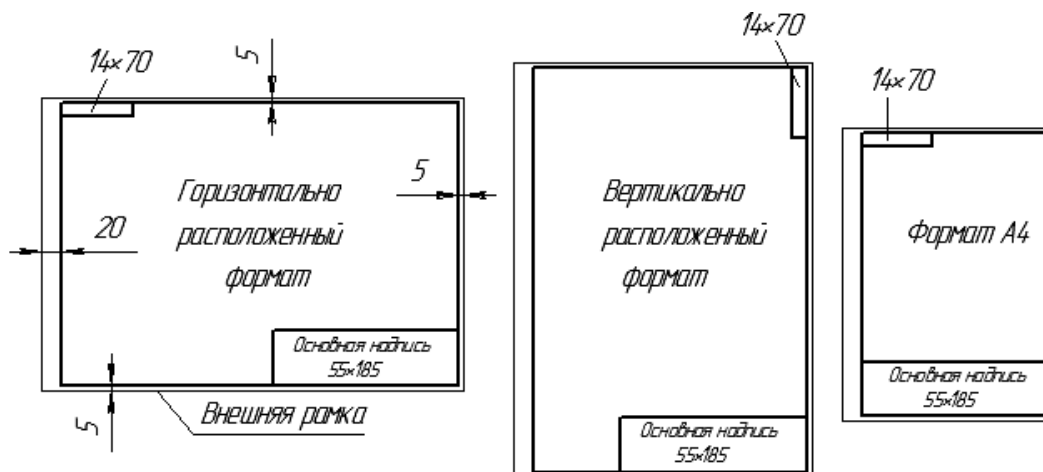 14×70
5
5
Горизонтально
расположенный
формат
20
Основная надпись
55×185
5
Внешняя рамка
14×70
Вертикально
расположенный
формат
Основная надпись
55×185
14×70
Формат А4
Основная надпись
55×185